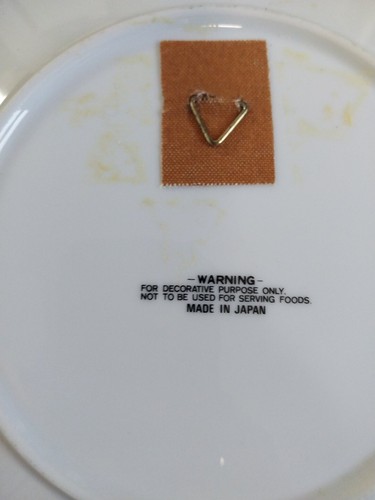 -WARNING-
FOR DECORATIVE PURPOSE ONLY.
NOT TO BE USED FOR SERVING FOODS.
MADE IN JAPAN